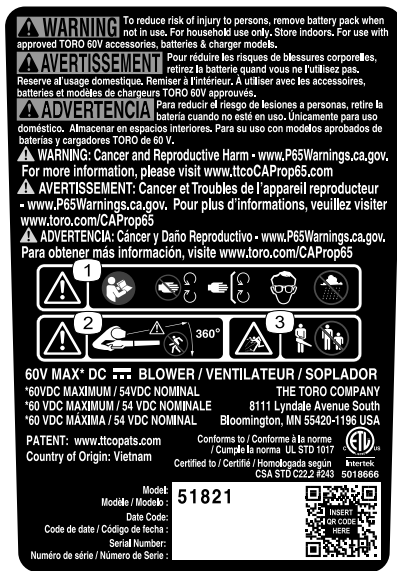 WARNING To reduce risk of injury to persons, remove battery pack when
not in use. For household use only. Store indoors. For use with
approved TORO 60V accessories, batteries & charger models.
AVERTISSEMENT Pour réduire les risques de blessures corporelles,
retirez la batterie quand vous ne l'utilisez pas.
Reserve al'usage domestique. Remiser à l'intérieur. À utiliser avec les accessoires,
batteries et modèles de chargeurs TORO 60V approuvés.
ADVERTENCIA Para reducir el riesgo de lesiones a personas, retire la
batería cuando no esté en uso. Únicamente para uso
doméstico. Almacenar en espacios interiores. Para su uso con modelos aprobados de
baterías y cargadores TORO de 60V.
WARNING: Cancer and Reproductive Harm - www.P65Warnings.ca.gov.
For more information, please visit www.ttcoCAProp65.com
AVERTISSEMENT: Cancer et Troubles de l'appareil reproducteur
- www.P65Warnings.ca.gov. Pour plus d'informations, veuillez visiter
www.toro.com/CAProp65
ADVERTENCIA: Cáncer y Daño Reproductivo - www.P65Warnings.ca.gov.
Para obtener más información, visite www.toro.com/CAProp65
1
2
360°
3
60V MAX* DC BLOWER / VENTILATEUR / SOPLADOR
*60VDC MAXIMUM / 54VDC NOMINAL
*60 VDC MAXIMUM / 54 VDC NOMINALE
*60 VDC MÁXIMA / 54 VDC NOMINAL
THE TORO COMPANY
8111 Lyndale Avenue South
Bloomington, MN 55420-1196 USA
PATENT: www.ttcopats.com
Country of Origin: Vietnam
Conforms to / Conforme à la norme
/ Cumple la norma UL STD 1017
Certified to / Certifié / Homologada según
CSA STD C22,2 #243
C ETL US
Intertek
5018666
Model:
Modèle / Modelo :
51821
Date Code:
Code de date / Código de fecha :
Serial Number:
Numéro de série / Número de Serie :
INSERT
QR CODE
HERE